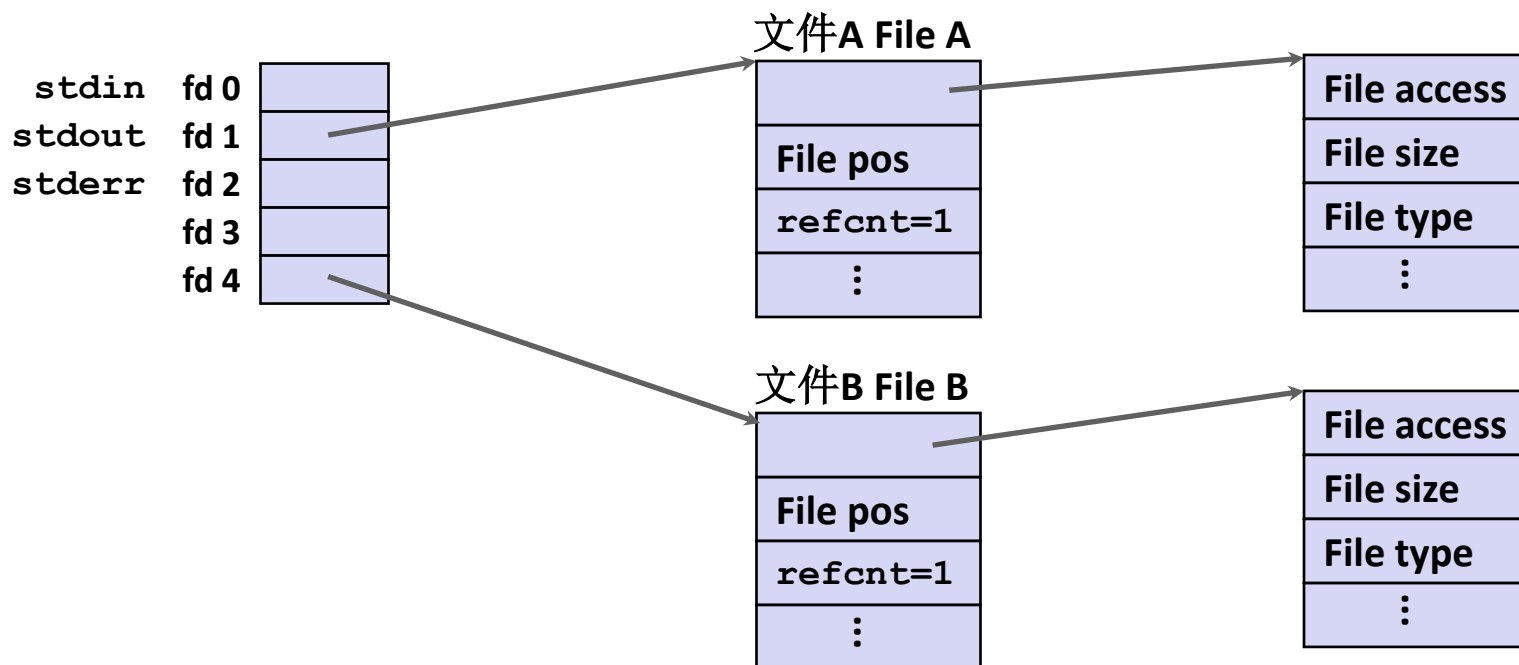 stdin fd 0
stdout fd 1
stderr fd 2
fd 3
fd 4
文件A File A
File pos
refcnt=1
⋮
File access
File size
File type
⋮
文件B File B
File pos
refcnt=1
⋮
File access
File size
File type
⋮